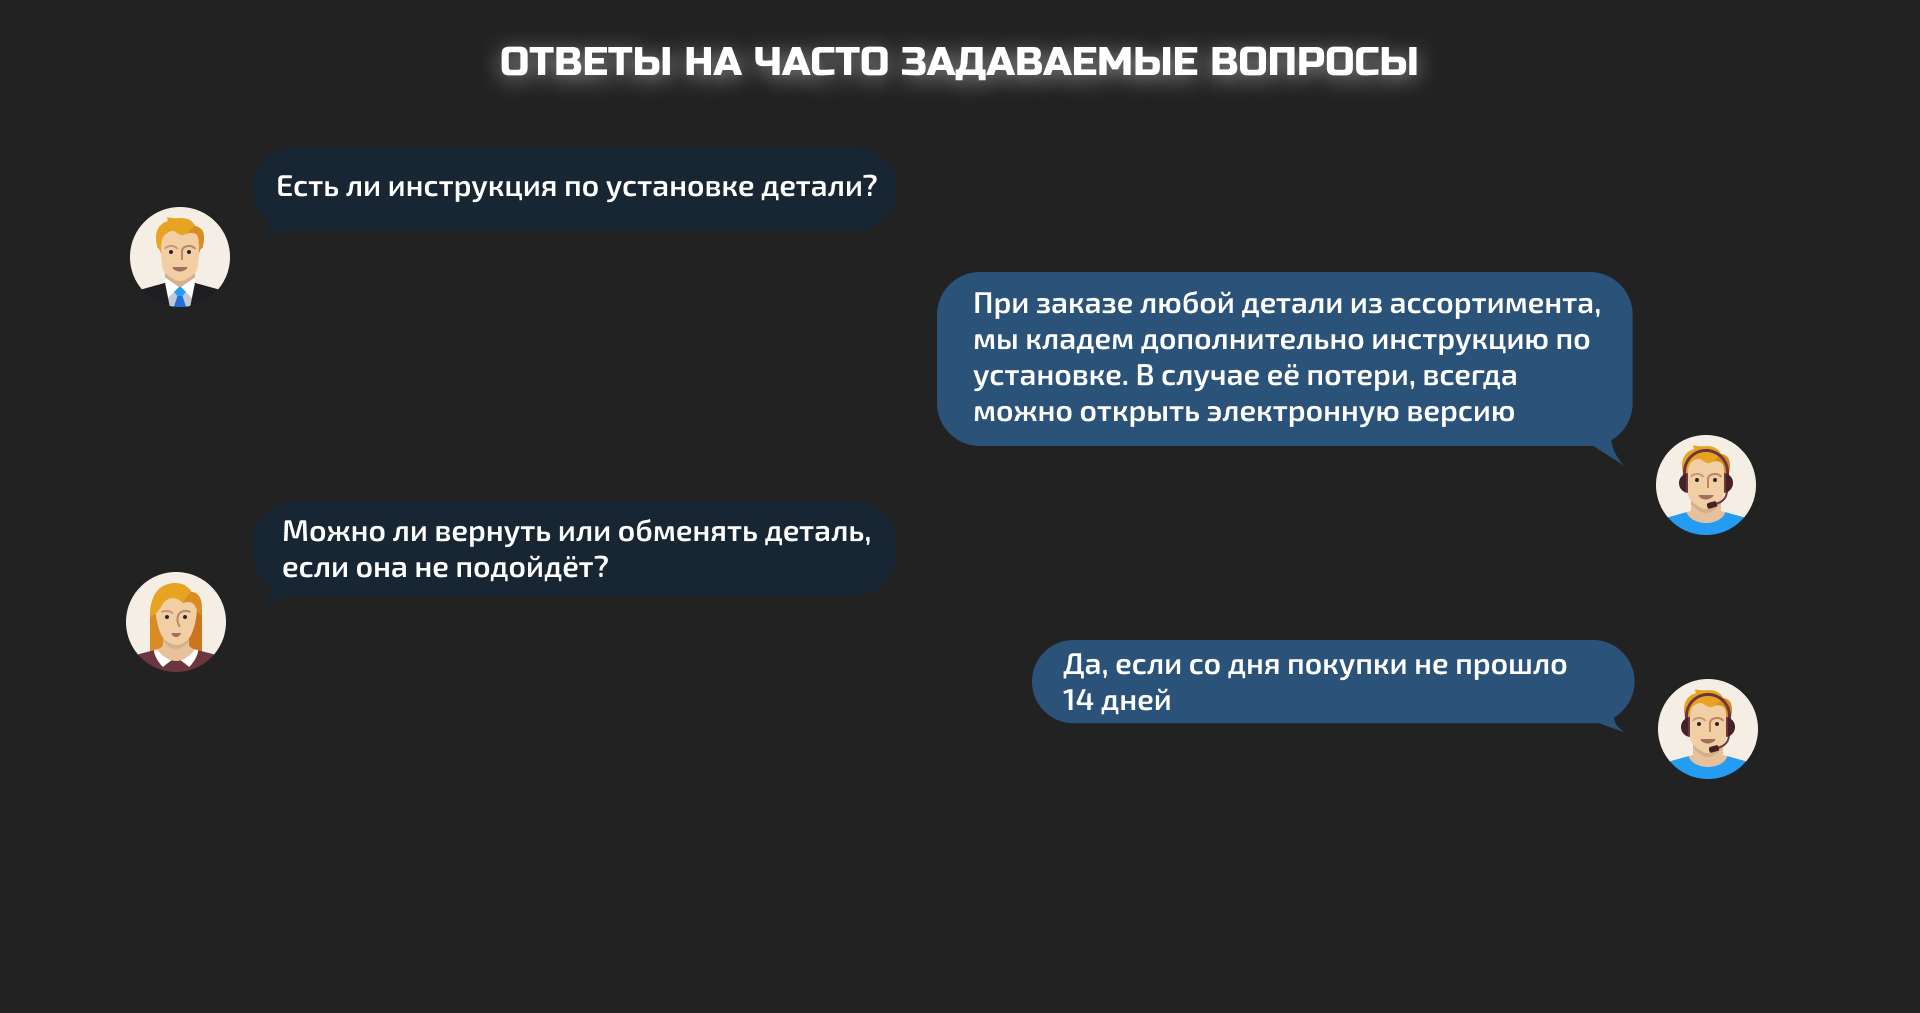 ОТВЕТЫ НА ЧАСТО ЗАДАВАЕМЫЕ ВОПРОСЫ
Есть ли инструкция по установке детали?
При заказе любой детали из ассортимента,
мы кладем дополнительно инструкцию по
установке. В случае её потери, всегда
можно открыть электронную версию
Можно ли вернуть или обменять деталь,
если она не подойдёт?
Да, если со дня покупки не прошло
14 дней